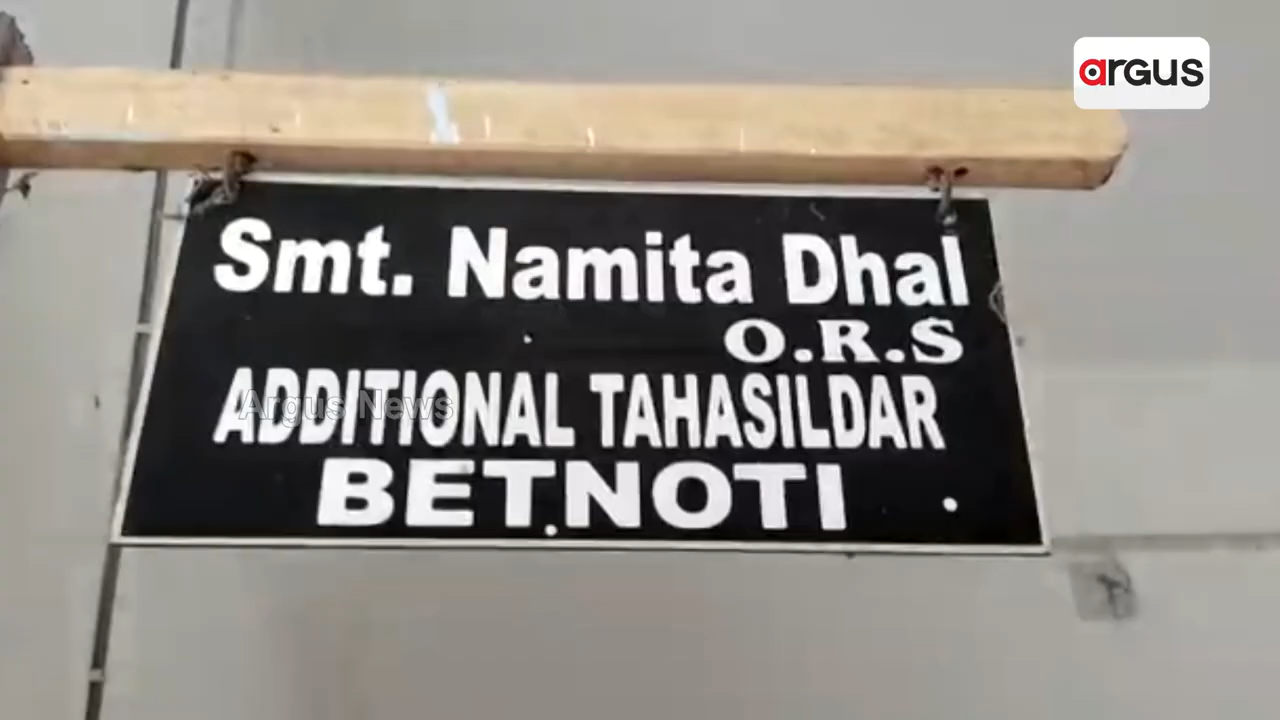 argus
Smt. Namita Dhal
O.R.S
ADDITIONAL TAHASILDAR
Argus News
BETNOTI